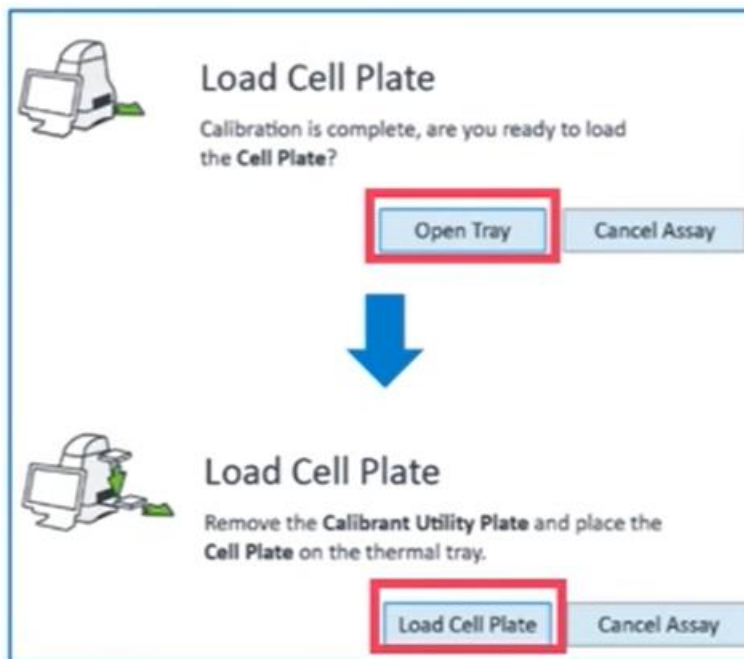 Load Cell Plate
Calibration is complete, are you ready to load
the Cell Plate?
Open Tray
Cancel Assay
Load Cell Plate
Remove the Calibrant Utility Plate and place the
Cell Plate on the thermal tray.
Load Cell Plate
Cancel Assay